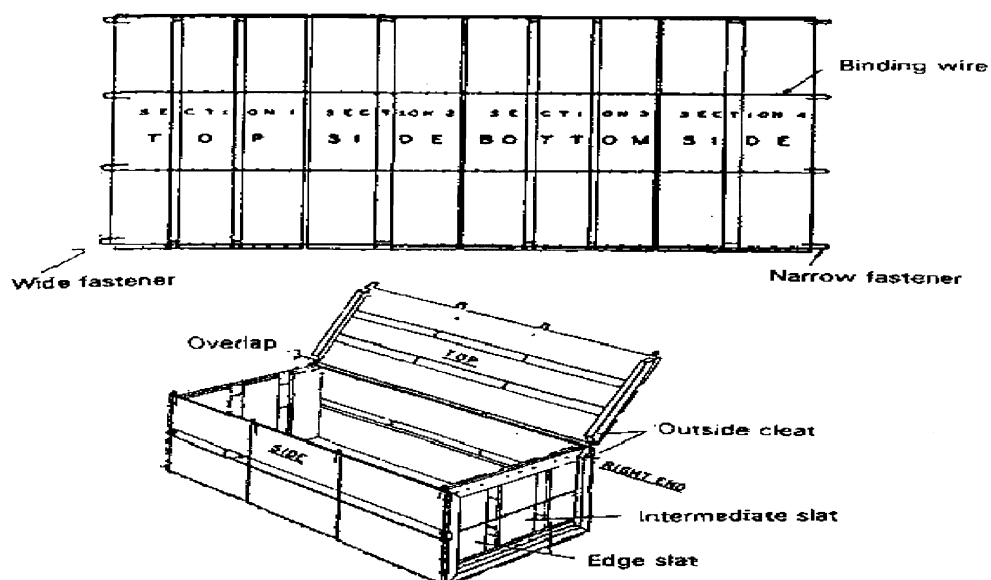 Binding wire
SECTION 1 SECTION 2 SECTION 3 SECTION 4
TOP SIDE BOTTOM SIDE
Wide fastener
Narrow fastener
Overlap
TOP
Outside cleat
SIDE
RIGHT END
Intermediate slat
Edge slat